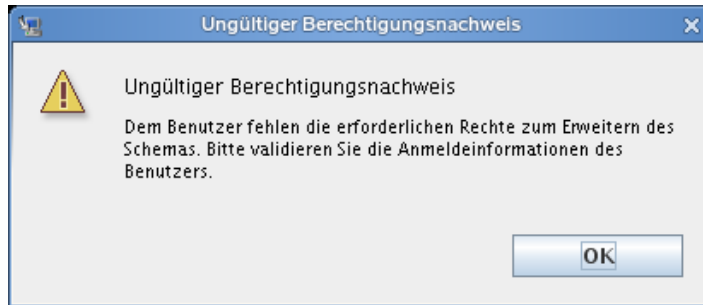 Ungültiger Berechtigungsnachweis
Ungültiger Berechtigungsnachweis
Dem Benutzer fehlen die erforderlichen Rechte zum Erweitern des
Schemas. Bitte validieren Sie die Anmeldeinformationen des
Benutzers.
OK